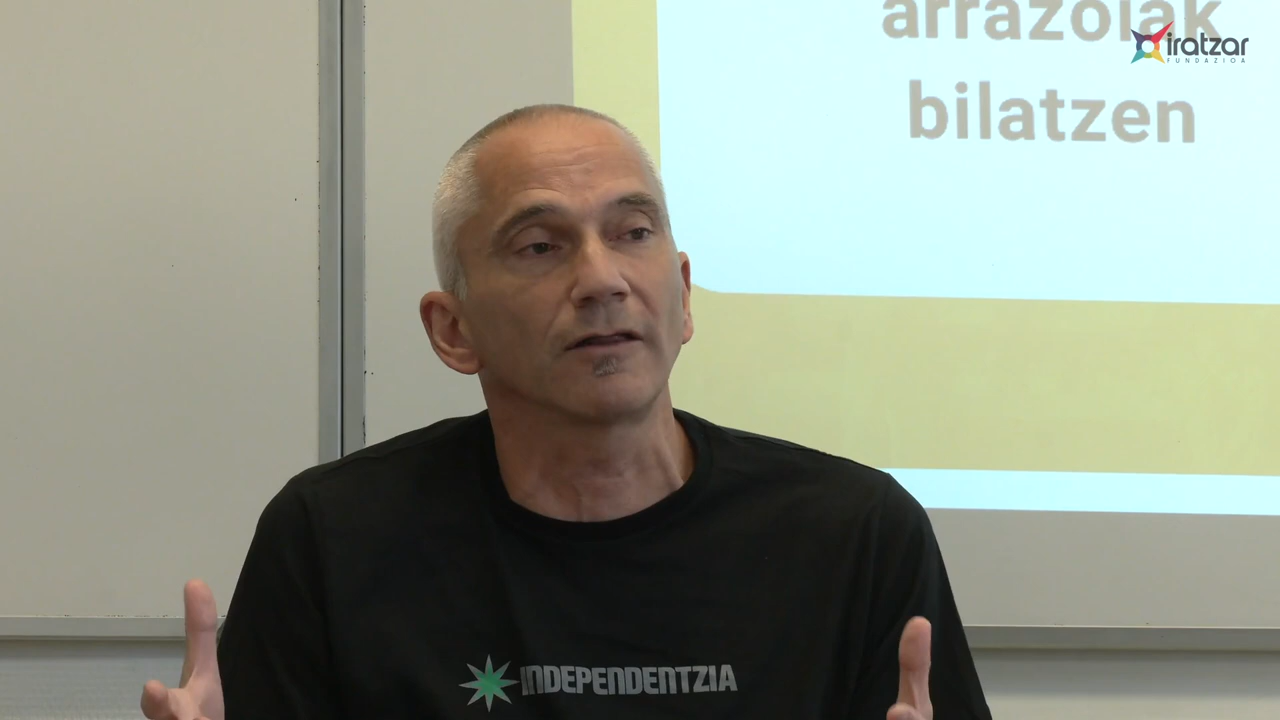 arrazoiak
bilatzen
iratzar
FUNDAZIOA
INDEPENDENTZIA